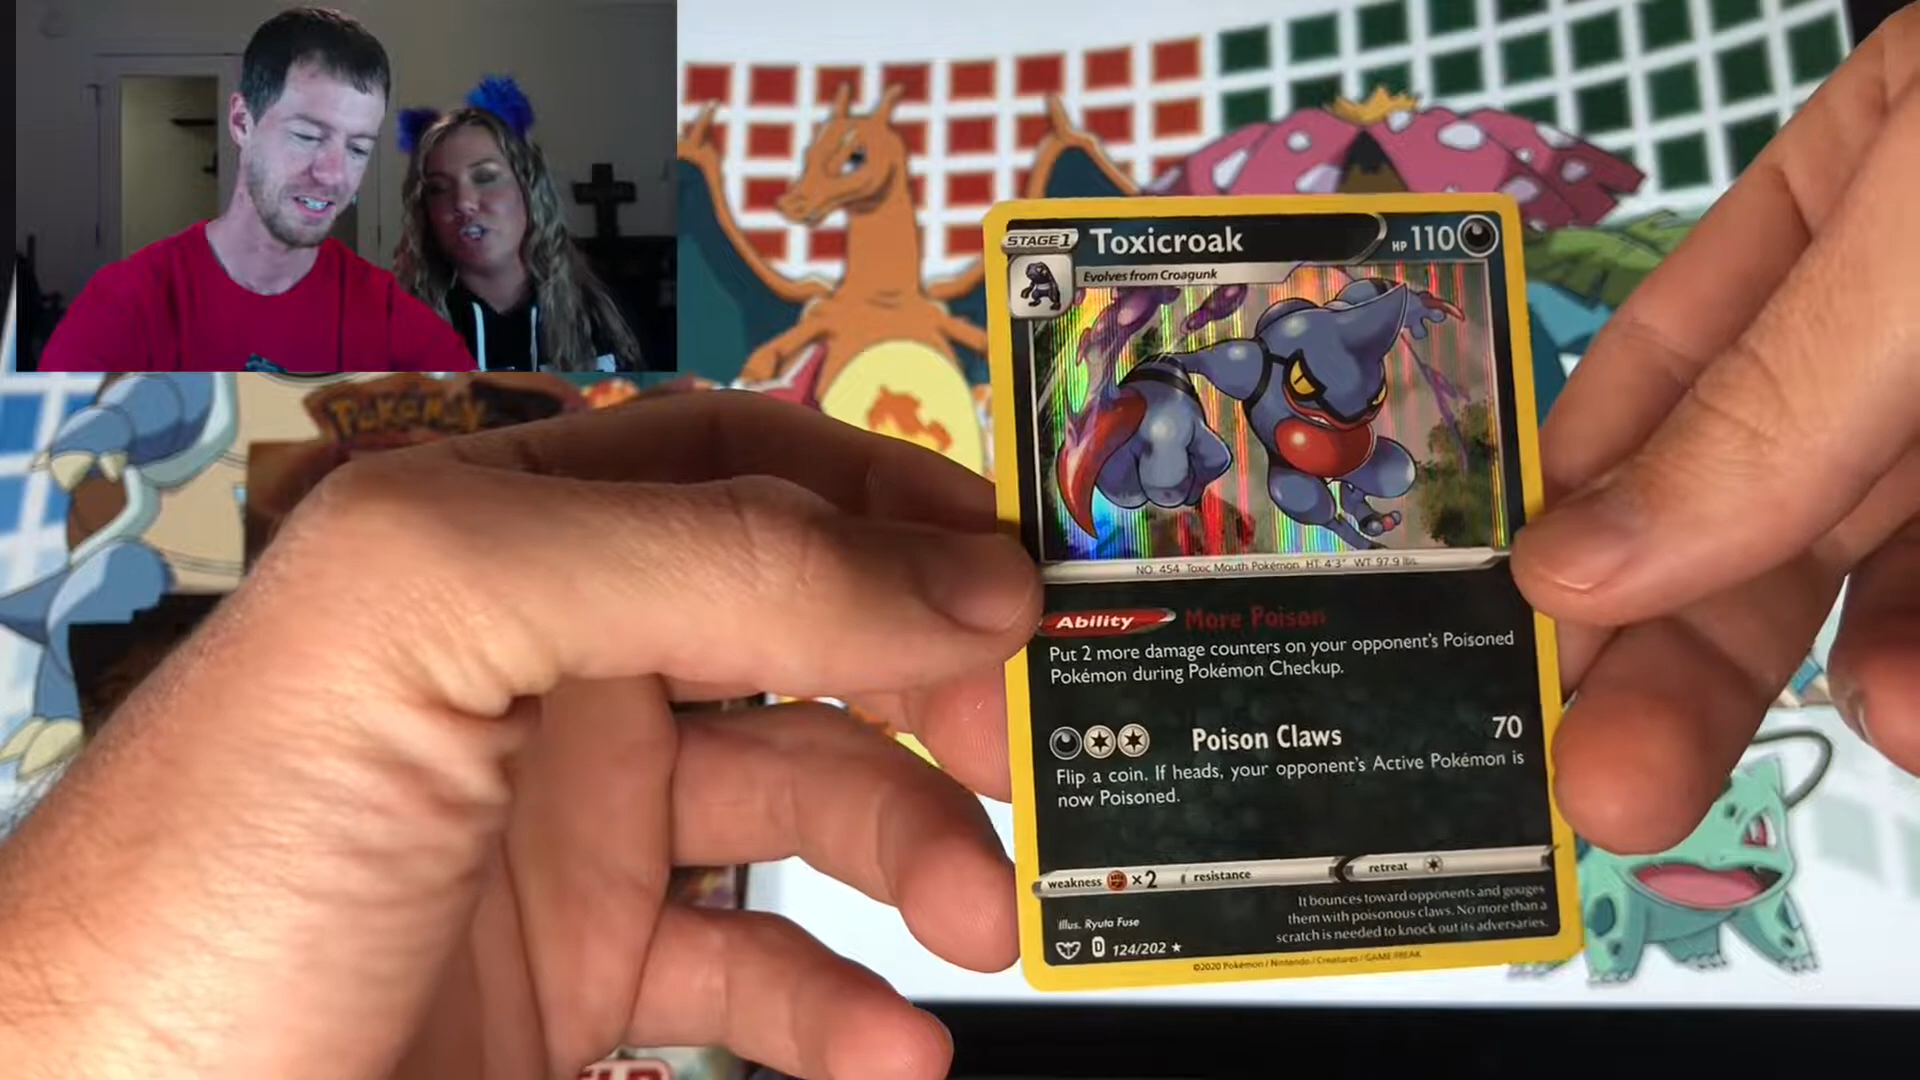 POKéMON
STAGE 1
Toxicroak
HP 110
Evolves from Croagunk
NO. 454 Toxic Mouth Pokémon HT: 4'3" WT: 97.9 lbs.
Ability More Poison
Put 2 more damage counters on your opponent's Poisoned
Pokémon during Pokémon Checkup.
Poison Claws 70
Flip a coin. If heads, your opponent's Active Pokémon is
now Poisoned.
weakness ×2 resistance retreat
It bounces toward opponents and gouges
them with poisonous claws. No more than a
scratch is needed to knock out its adversaries.
Illus. Ryuta Fuse
D 124/202 ★
©2020 Pokémon / Nintendo / Creatures / GAME FREAK